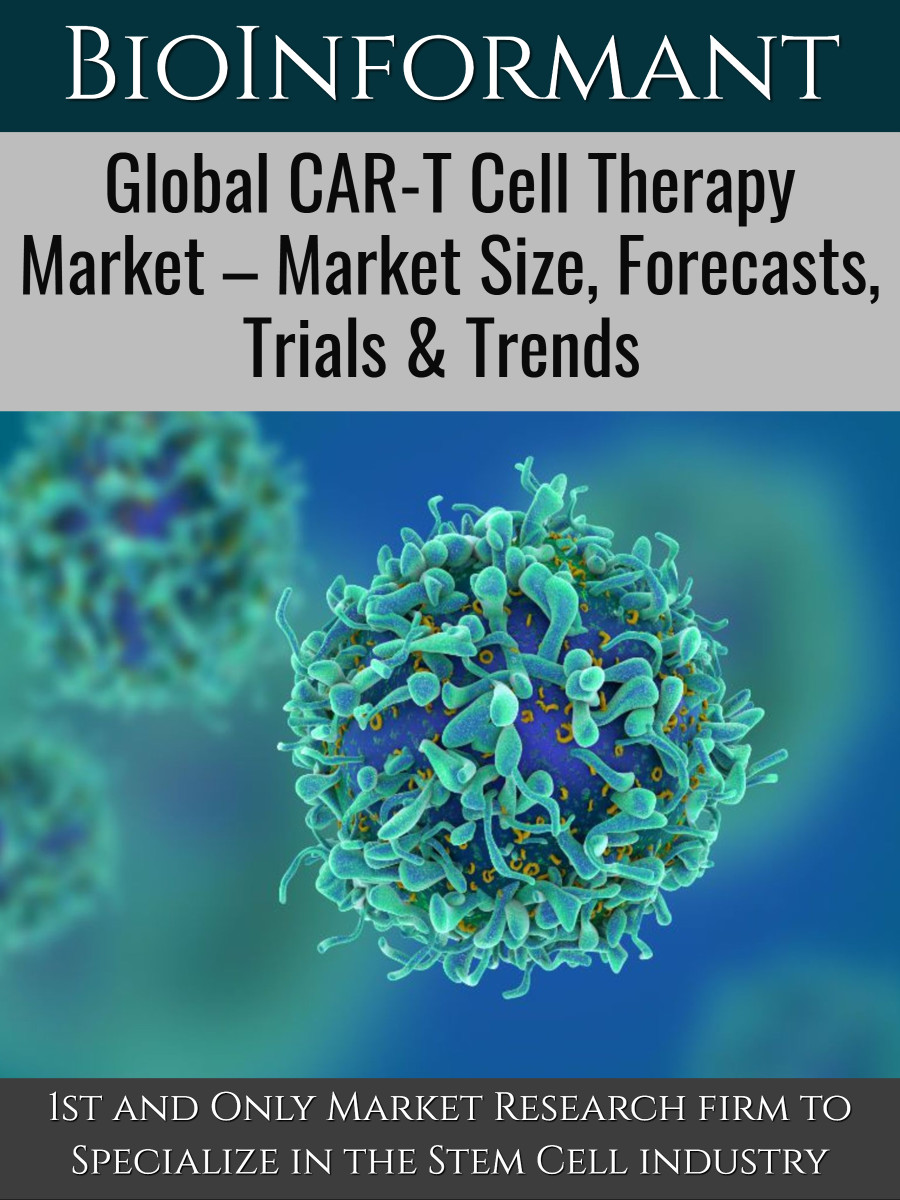 BioInformant
Global CAR-T Cell Therapy
Market – Market Size, Forecasts,
Trials & Trends
1st and Only Market Research firm to
Specialize in the Stem Cell industry